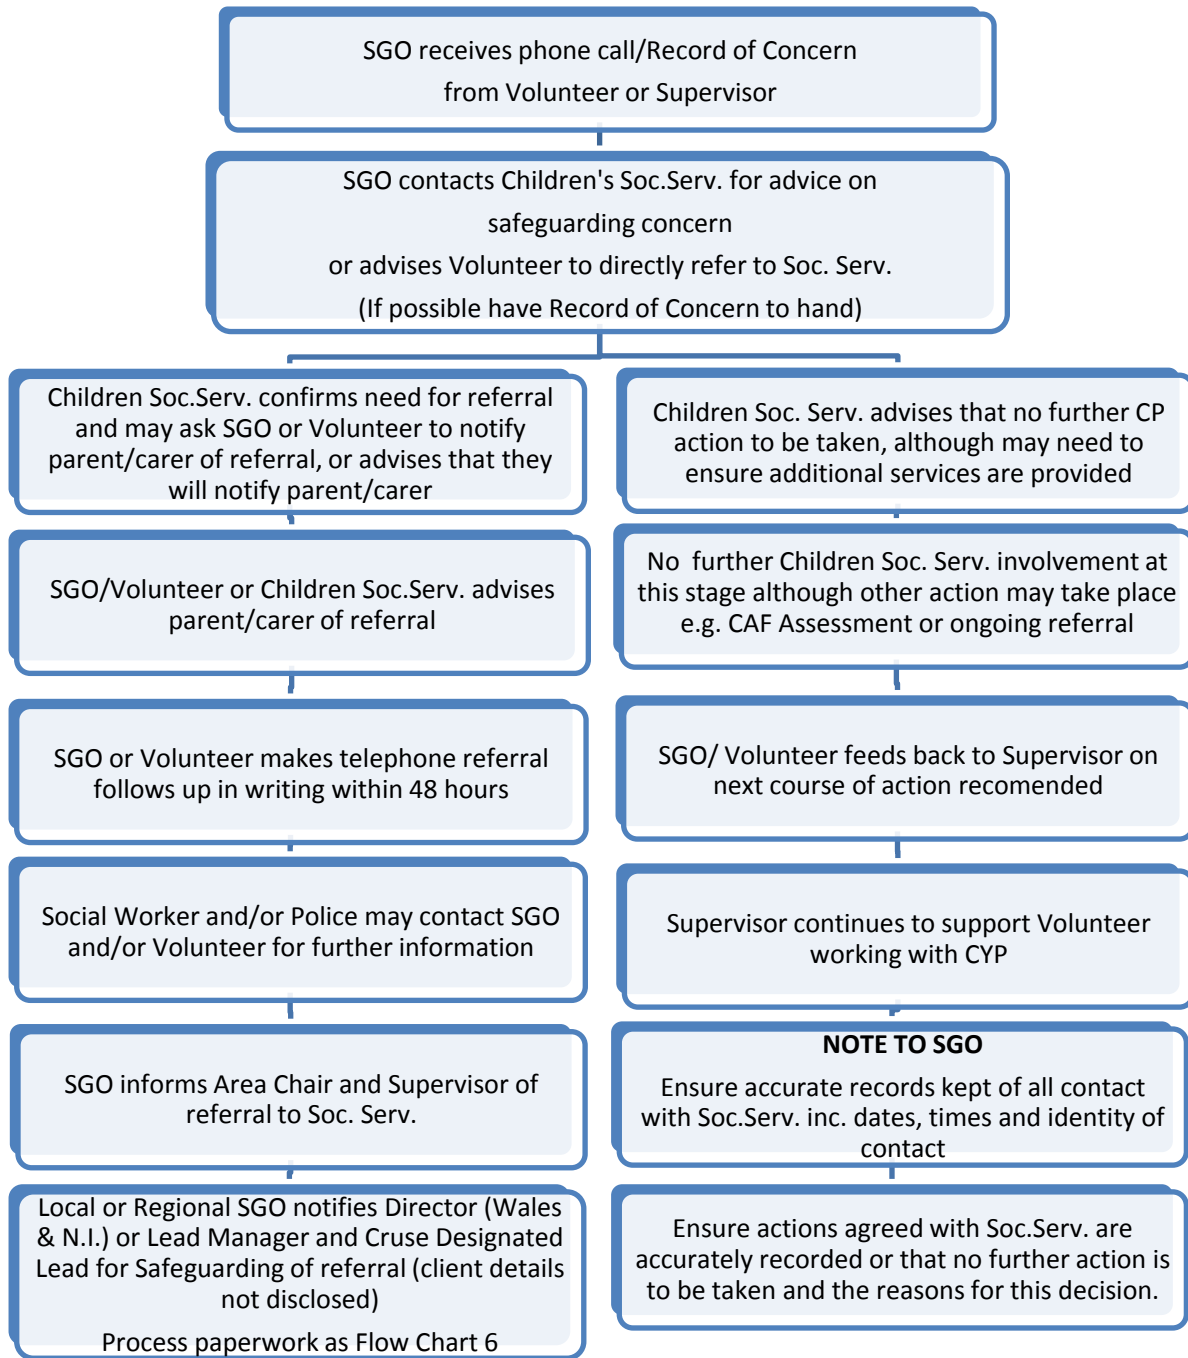 SGO receives phone call/Record of Concern
from Volunteer or Supervisor
SGO contacts Children's Soc.Serv. for advice on
safeguarding concern
or advises Volunteer to directly refer to Soc. Serv.
(If possible have Record of Concern to hand)
Children Soc.Serv. confirms need for referral
and may ask SGO or Volunteer to notify
parent/carer of referral, or advises that they
will notify parent/carer
SGO/Volunteer or Children Soc.Serv. advises
parent/carer of referral
SGO or Volunteer makes telephone referral
follows up in writing within 48 hours
Social Worker and/or Police may contact SGO
and/or Volunteer for further information
SGO informs Area Chair and Supervisor of
referral to Soc. Serv.
Local or Regional SGO notifies Director (Wales
& N.I.) or Lead Manager and Cruse Designated
Lead for Safeguarding of referral (client details
not disclosed)
Process paperwork as Flow Chart 6
Children Soc. Serv. advises that no further CP
action to be taken, although may need to
ensure additional services are provided
No further Children Soc. Serv. involvement at
this stage although other action may take place
e.g. CAF Assessment or ongoing referral
SGO/ Volunteer feeds back to Supervisor on
next course of action recomended
Supervisor continues to support Volunteer
working with CYP
NOTE TO SGO
Ensure accurate records kept of all contact
with Soc.Serv. inc. dates, times and identity of
contact
Ensure actions agreed with Soc.Serv. are
accurately recorded or that no further action is
to be taken and the reasons for this decision.